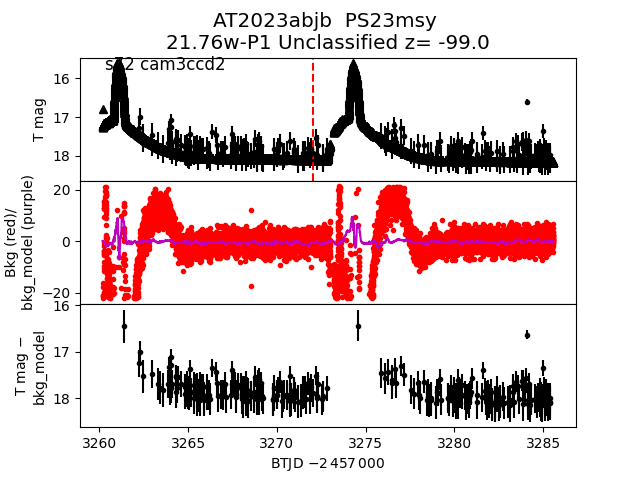 AT2023abjb  PS23msy
21.76w-P1 Unclassified z= -99.0
s72 cam3ccd2
16
17
18
T mag
20
0
−20
Bkg (red)/
bkg_model (purple)
16
17
18
T mag −
bkg_model
3260
3265
3270
3275
3280
3285
BTJD −2 457 000